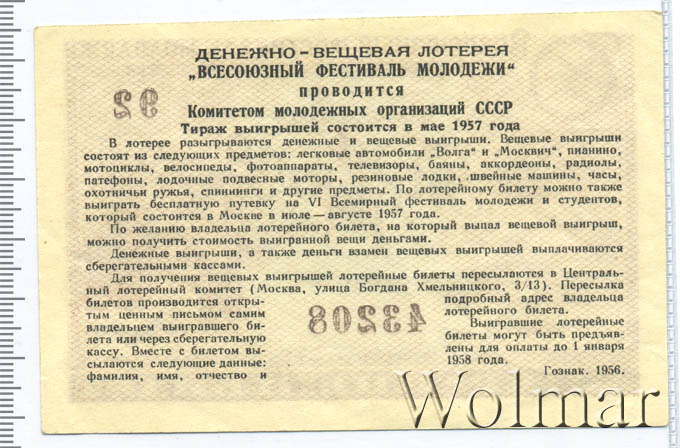 ДЕНЕЖНО – ВЕЩЕВАЯ ЛОТЕРЕЯ
„ВСЕСОЮЗНЫЙ ФЕСТИВАЛЬ МОЛОДЕЖИ“
проводится
92
Комитетом молодежных организаций СССР
Тираж выигрышей состоится в мае 1957 года
В лотерее разыгрываются денежные и вещевые выигрыши. Вещевые выигрыши
состоят из следующих предметов: легковые автомобили „Волга“ и „Москвич“, пианино,
мотоциклы, велосипеды, фотоаппараты, телевизоры, баяны, аккордеоны, радиолы,
патефоны, лодочные подвесные моторы, резиновые лодки, швейные машины, часы,
охотничьи ружья, спиннинги и другие предметы. По лотерейному билету можно также
выиграть бесплатную путевку на VI Всемирный фестиваль молодежи и студентов,
который состоится в Москве в июле—августе 1957 года.
По желанию владельца лотерейного билета, на который выпал вещевой выигрыш,
можно получить стоимость выигранной вещи деньгами.
Денежные выигрыши, а также деньги взамен вещевых выигрышей выплачиваются
сберегательными кассами.
Для получения вещевых выигрышей лотерейные билеты пересылаются в Централь-
ный лотерейный комитет (Москва, улица Богдана Хмельницкого, 3/13). Пересылка
билетов производится откры-
тым ценным письмом самим
владельцем выигравшего би-
лета или через сберегательную
кассу. Вместе с билетом вы-
сылаются следующие данные:
фамилия, имя, отчество и
43208
подробный адрес владельца
лотерейного билета.
Выигравшие лотерейные
билеты могут быть предъяв-
лены для оплаты до 1 января
1958 года.
Гознак. 1956.
Wolmar